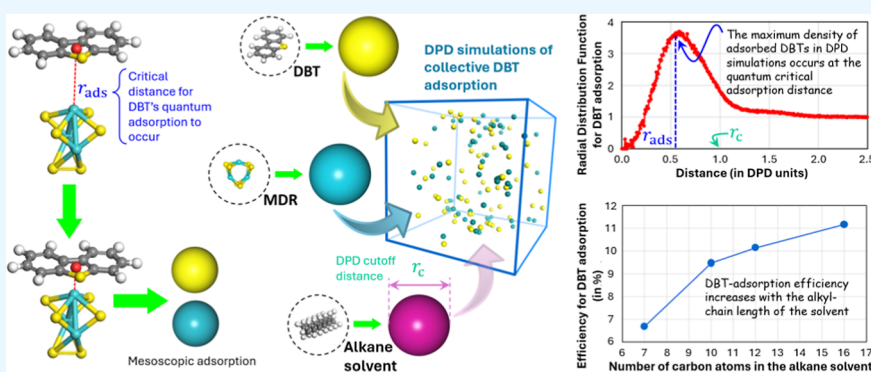 r_ads
Critical
distance for
DBT's quantum
adsorption to
occur
Mesoscopic adsorption
DBT
MDR
DPD cutoff
distance
r_c
Alkane
solvent
DPD simulations of
collective DBT
adsorption
Radial Distribution Function
for DBT adsorption
5
4
3
2
1
0
The maximum density of
adsorbed DBTs in DPD
simulations occurs at the
quantum critical
adsorption distance
r_ads
r_c
0.0 0.5 1.0 1.5 2.0 2.5
Distance (in DPD units)
Efficiency for DBT adsorption
(in %)
12
11
10
9
8
7
6
DBT-adsorption efficiency
increases with the alkyl-
chain length of the solvent
6 7 8 9 10 11 12 13 14 15 16 17
Number of carbon atoms in the alkane solvent